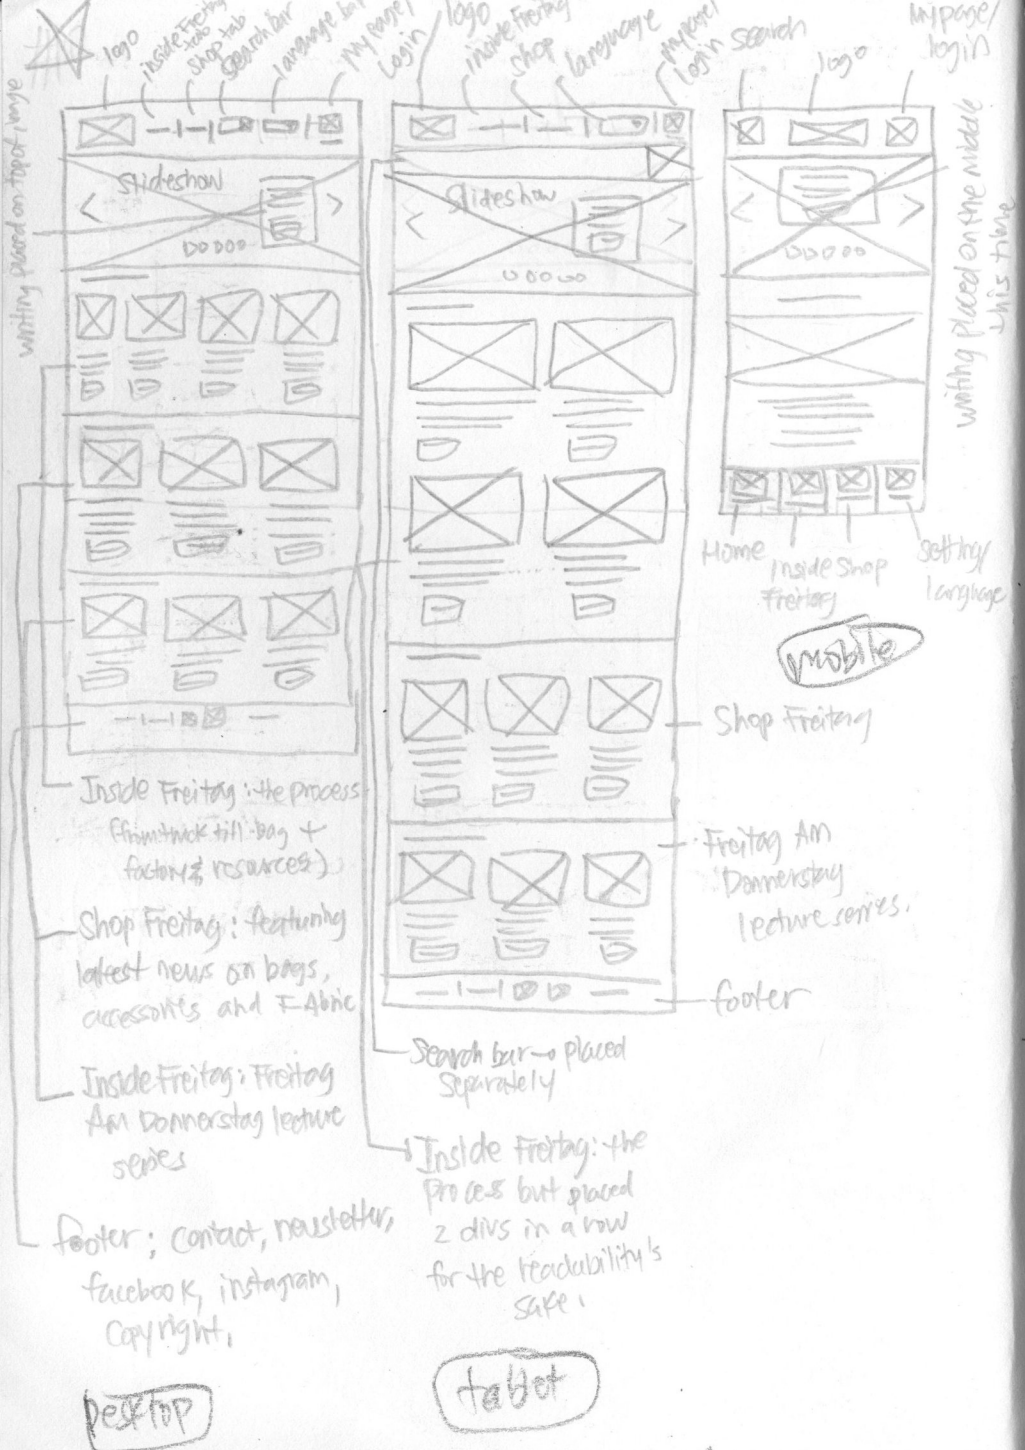 logo
inside Freitag
shop tab
search bar
language bar
my page/
login
logo
inside Freitag
shop
language
my page/
login
search
logo
My page/
login
writing placed on top of image
writing placed on the middle
this time
Slideshow
Slideshow
Home
Inside
Freitag
Shop
Setting/
language
mobile
Shop Freitag
Freitag AM
Donnerstag
lecture series.
footer
Inside Freitag: the process
(from truck till bag +
factory & resources)
Shop Freitag: featuring
latest news on bags,
accessories and F-Abric
Inside Freitag: Freitag
AM Donnerstag lecture
series
footer; contact, newsletter,
facebook, instagram,
copyright,
Desktop
Search bar → placed
separately
Inside Freitag: the
process but placed
2 divs in a row
for the readability's
sake.
tablet